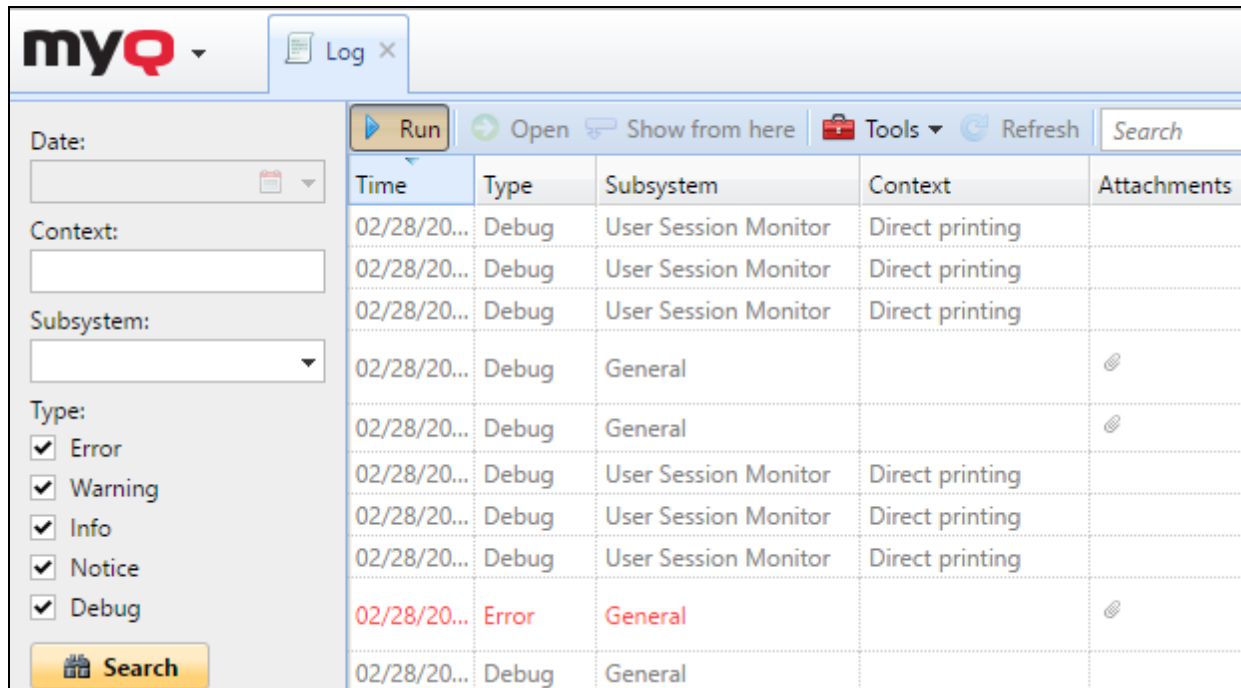 myQ
Log
Date:
Context:
Subsystem:
Type:
Error
Warning
Info
Notice
Debug
Search
Run Open Show from here Tools Refresh Search
Time Type Subsystem Context Attachments
02/28/20... Debug User Session Monitor Direct printing
02/28/20... Debug User Session Monitor Direct printing
02/28/20... Debug User Session Monitor Direct printing
02/28/20... Debug General
02/28/20... Debug General
02/28/20... Debug User Session Monitor Direct printing
02/28/20... Debug User Session Monitor Direct printing
02/28/20... Debug User Session Monitor Direct printing
02/28/20... Error General
02/28/20... Debug General